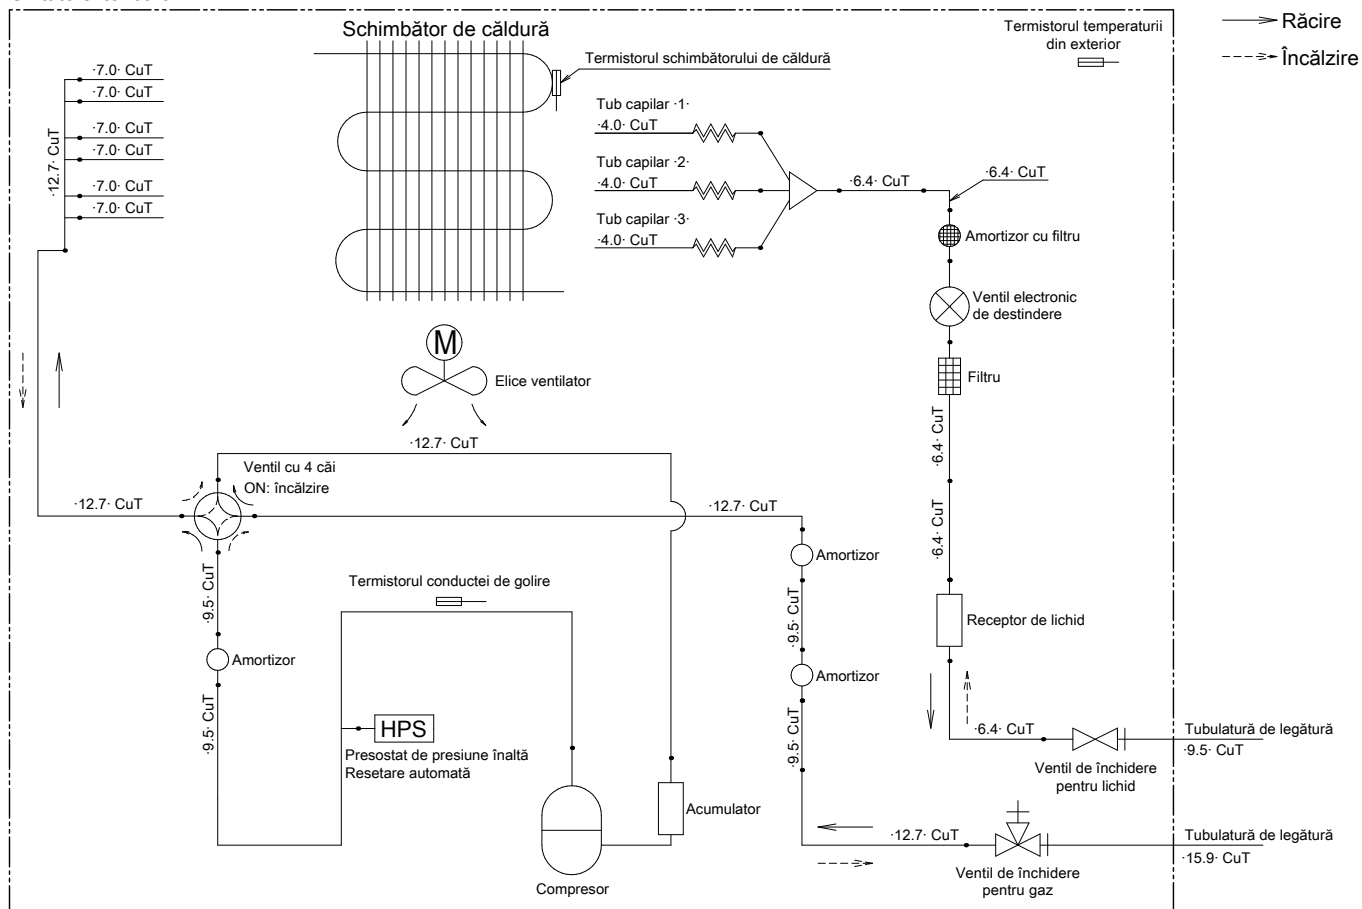 Răcire
Încălzire
Schimbător de căldură
Termistorul temperaturii
din exterior
Termistorul schimbătorului de căldură
·7.0· CuT
·7.0· CuT
·7.0· CuT
·7.0· CuT
·7.0· CuT
·7.0· CuT
·12.7· CuT
Tub capilar ·1·
·4.0· CuT
Tub capilar ·2·
·4.0· CuT
Tub capilar ·3·
·4.0· CuT
·6.4· CuT
·6.4· CuT
Amortizor cu filtru
Ventil electronic
de destindere
Filtru
M
Elice ventilator
·6.4· CuT
·12.7· CuT
Ventil cu 4 căi
ON: încălzire
·12.7· CuT
·12.7· CuT
·6.4· CuT
Amortizor
·9.5· CuT
Termistorul conductei de golire
·9.5· CuT
Receptor de lichid
Amortizor
Amortizor
·9.5· CuT
HPS
Presostat de presiune înaltă
Resetare automată
·9.5· CuT
·6.4· CuT
Tubulatură de legătură
·9.5· CuT
Ventil de închidere
pentru lichid
Acumulator
·12.7· CuT
Tubulatură de legătură
·15.9· CuT
Ventil de închidere
pentru gaz
Compresor